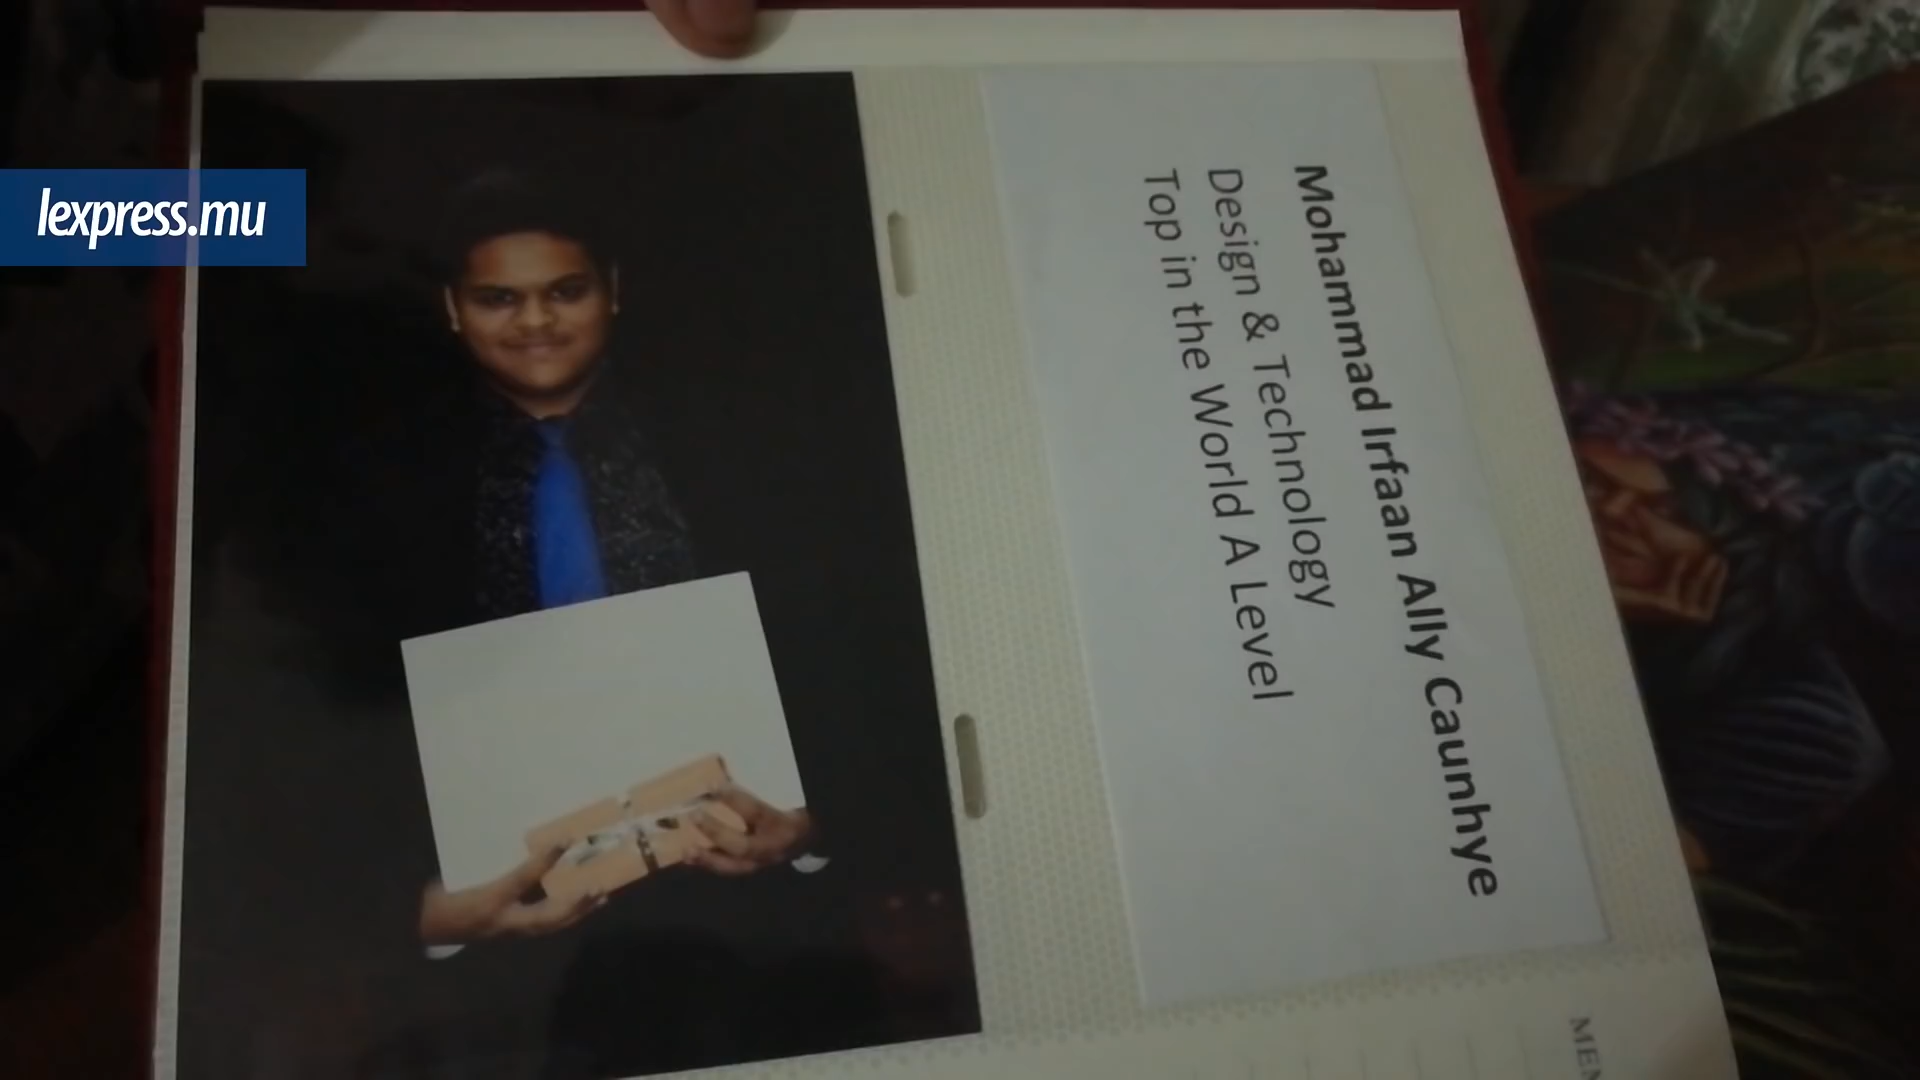 lexpress.mu
Mohammad Irfaan Ally Caunhye
Design & Technology
Top in the World A Level